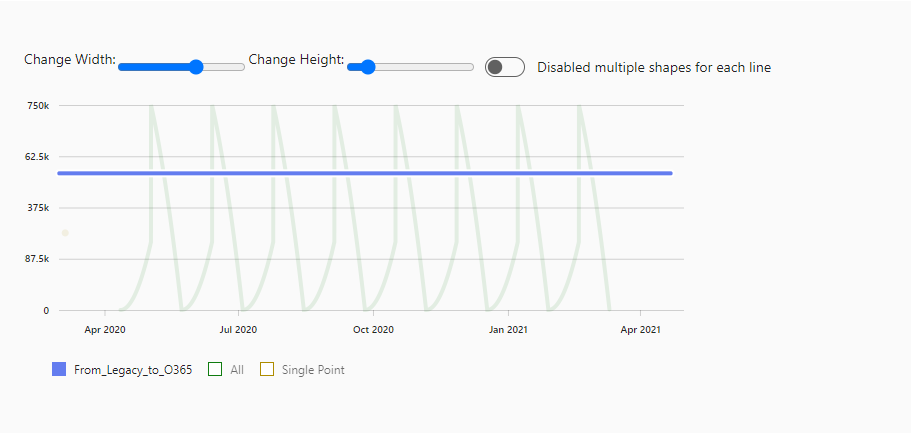 Change Width: Change Height: Disabled multiple shapes for each line
750k
62.5k
375k
87.5k
0
Apr 2020 Jul 2020 Oct 2020 Jan 2021 Apr 2021
From_Legacy_to_O365 All Single Point